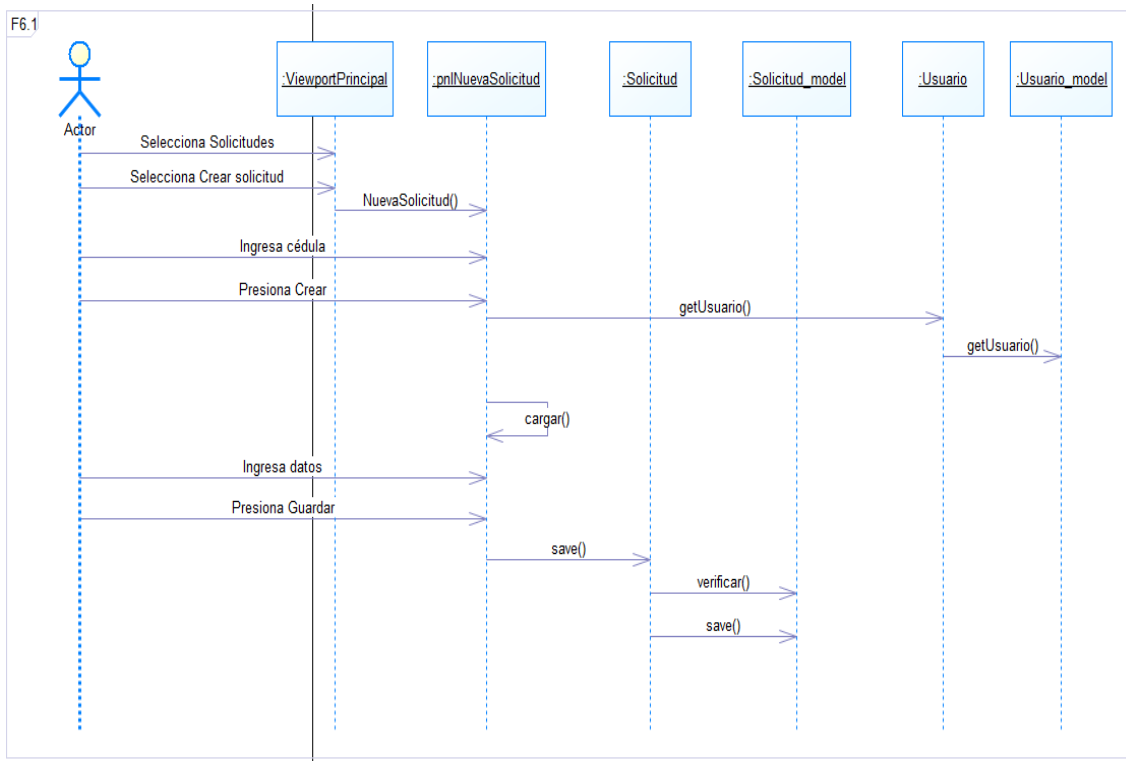 F6.1
:ViewportPrincipal
:pnlNuevaSolicitud
:Solicitud
:Solicitud_model
:Usuario
:Usuario_model
Actor
Selecciona Solicitudes
Selecciona Crear solicitud
NuevaSolicitud()
Ingresa cédula
Presiona Crear
getUsuario()
getUsuario()
cargar()
Ingresa datos
Presiona Guardar
save()
verificar()
save()